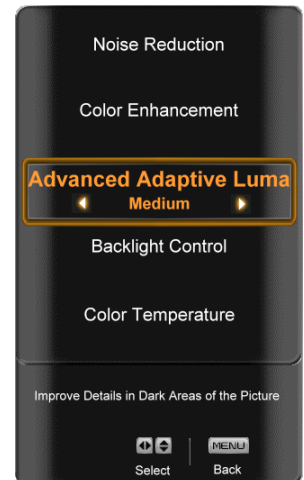 Noise Reduction
Color Enhancement
Advanced Adaptive Luma
Medium
Backlight Control
Color Temperature
Improve Details in Dark Areas of the Picture
MENU
Select
Back